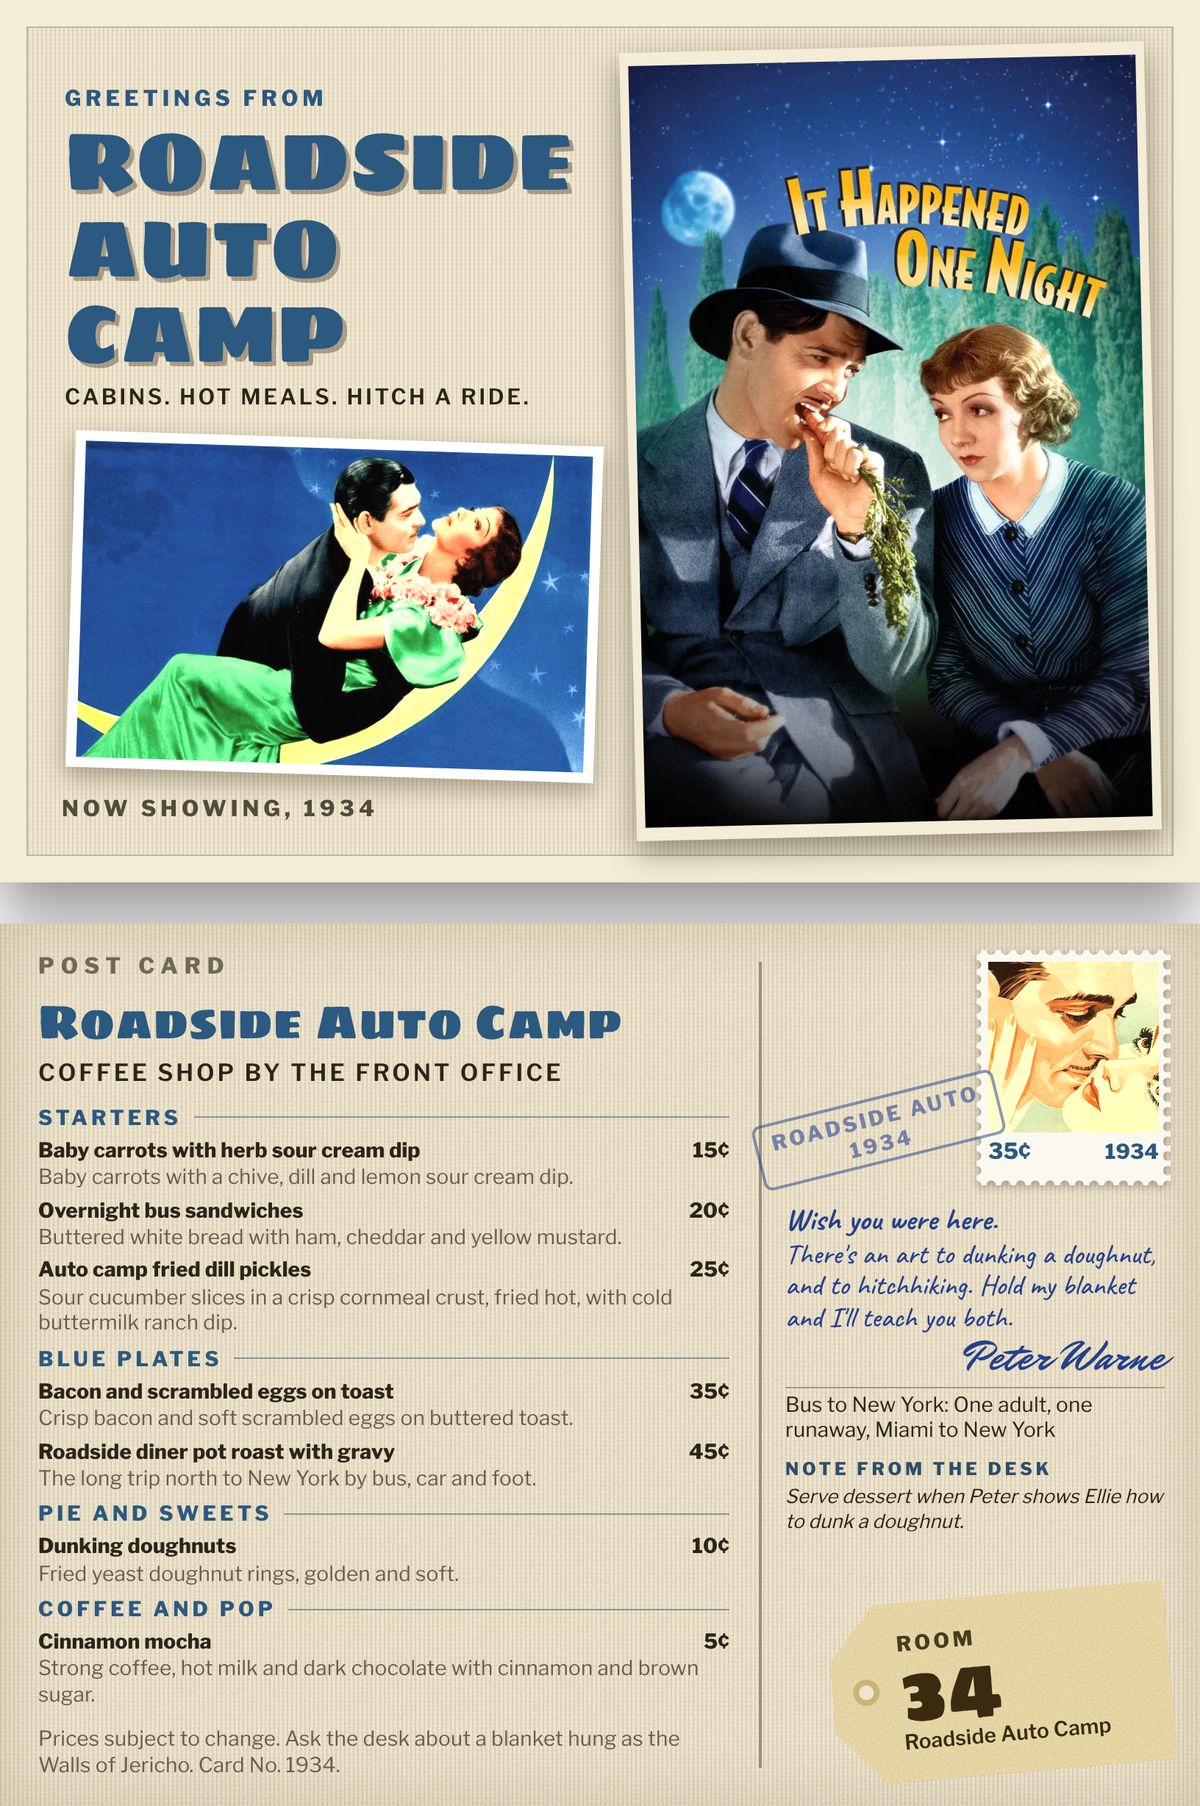 GREETINGS FROM
ROADSIDE
AUTO
CAMP
CABINS. HOT MEALS. HITCH A RIDE.
IT HAPPENED
ONE NIGHT
NOW SHOWING, 1934
POST CARD
ROADSIDE AUTO CAMP
COFFEE SHOP BY THE FRONT OFFICE
STARTERS
Baby carrots with herb sour cream dip 15¢
Baby carrots with a chive, dill and lemon sour cream dip.
Overnight bus sandwiches 20¢
Buttered white bread with ham, cheddar and yellow mustard.
Auto camp fried dill pickles 25¢
Sour cucumber slices in a crisp cornmeal crust, fried hot, with cold
buttermilk ranch dip.
BLUE PLATES
Bacon and scrambled eggs on toast 35¢
Crisp bacon and soft scrambled eggs on buttered toast.
Roadside diner pot roast with gravy 45¢
The long trip north to New York by bus, car and foot.
PIE AND SWEETS
Dunking doughnuts 10¢
Fried yeast doughnut rings, golden and soft.
COFFEE AND POP
Cinnamon mocha 5¢
Strong coffee, hot milk and dark chocolate with cinnamon and brown
sugar.
Prices subject to change. Ask the desk about a blanket hung as the
Walls of Jericho. Card No. 1934.
ROADSIDE AUTO
1934
35¢ 1934
Wish you were here.
There's an art to dunking a doughnut,
and to hitchhiking. Hold my blanket
and I'll teach you both.
Peter Warne
Bus to New York: One adult, one
runaway, Miami to New York
NOTE FROM THE DESK
Serve dessert when Peter shows Ellie how
to dunk a doughnut.
ROOM
34
Roadside Auto Camp